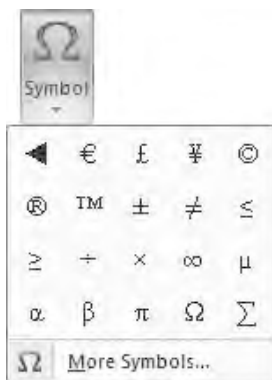 Ω
Symbol
◄ € £ ¥ ©
® ™ ± ≠ ≤
≥ ÷ × ∞ µ
α β π Ω ∑
Ω More Symbols...